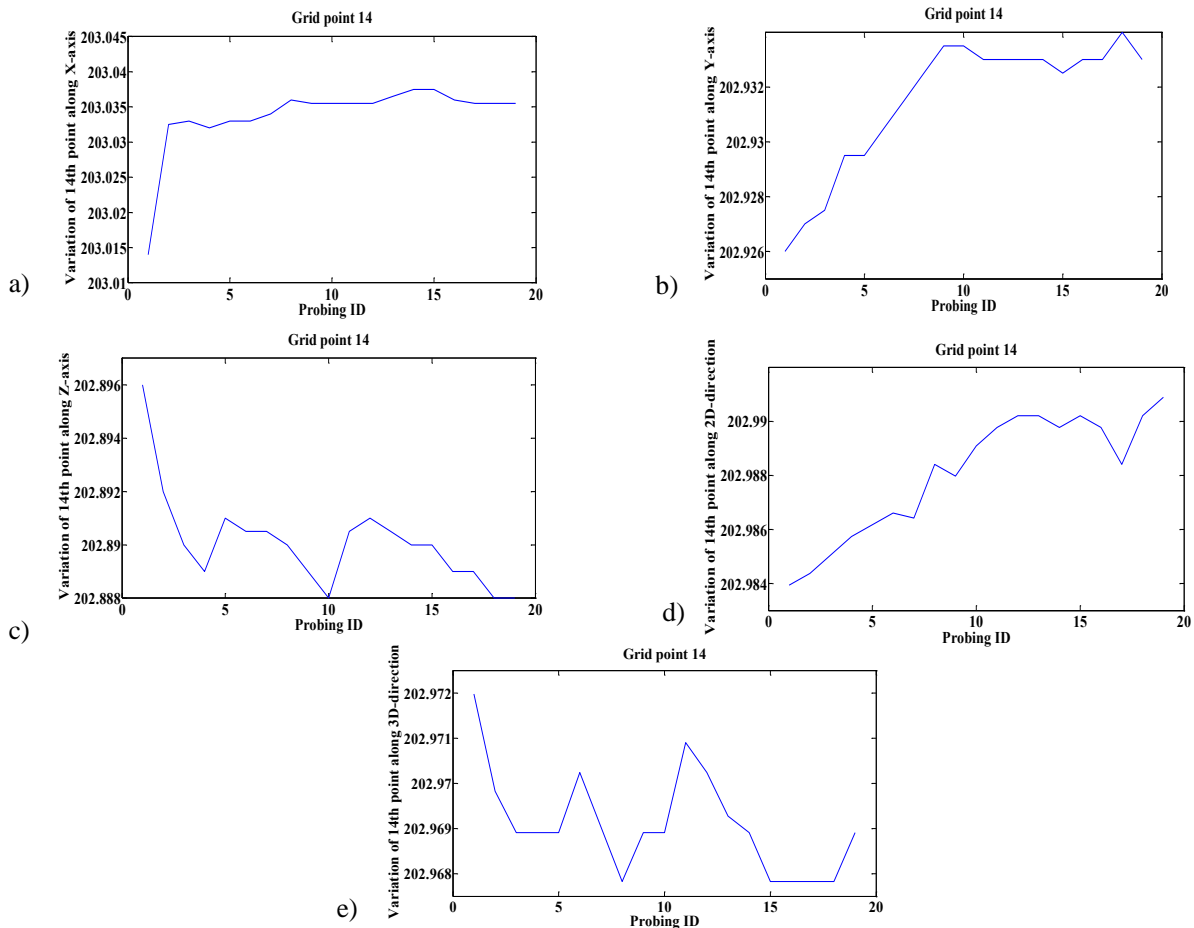 Grid point 14
Variation of 14th point along X-axis
203.045
203.04
203.035
203.03
203.025
203.02
203.015
203.01
0 5 10 15 20
Probing ID
a)
Grid point 14
Variation of 14th point along Y-axis
202.932
202.93
202.928
202.926
0 5 10 15 20
Probing ID
b)
Grid point 14
Variation of 14th point along Z-axis
202.896
202.894
202.892
202.89
202.888
0 5 10 15 20
Probing ID
c)
Grid point 14
Variation of 14th point along 2D-direction
202.99
202.988
202.986
202.984
0 5 10 15 20
Probing ID
d)
Grid point 14
Variation of 14th point along 3D-direction
202.972
202.971
202.97
202.969
202.968
0 5 10 15 20
Probing ID
e)